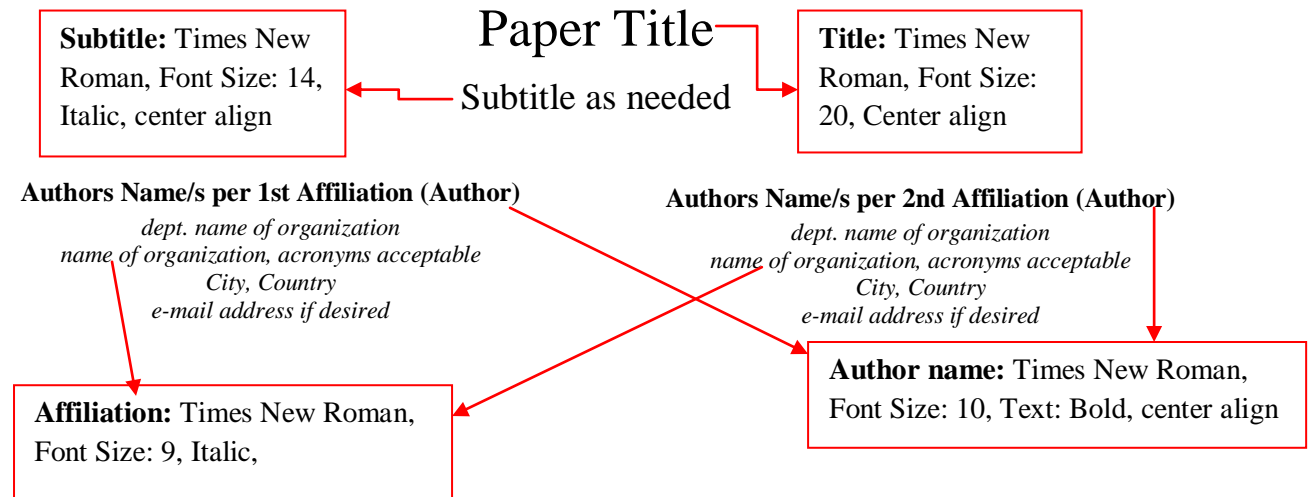 Paper Title
Subtitle as needed
Subtitle: Times New
Roman, Font Size: 14,
Italic, center align
Title: Times New
Roman, Font Size:
20, Center align
Authors Name/s per 1st Affiliation (Author)
dept. name of organization
name of organization, acronyms acceptable
City, Country
e-mail address if desired
Authors Name/s per 2nd Affiliation (Author)
dept. name of organization
name of organization, acronyms acceptable
City, Country
e-mail address if desired
Affiliation: Times New Roman,
Font Size: 9, Italic,
Author name: Times New Roman,
Font Size: 10, Text: Bold, center align